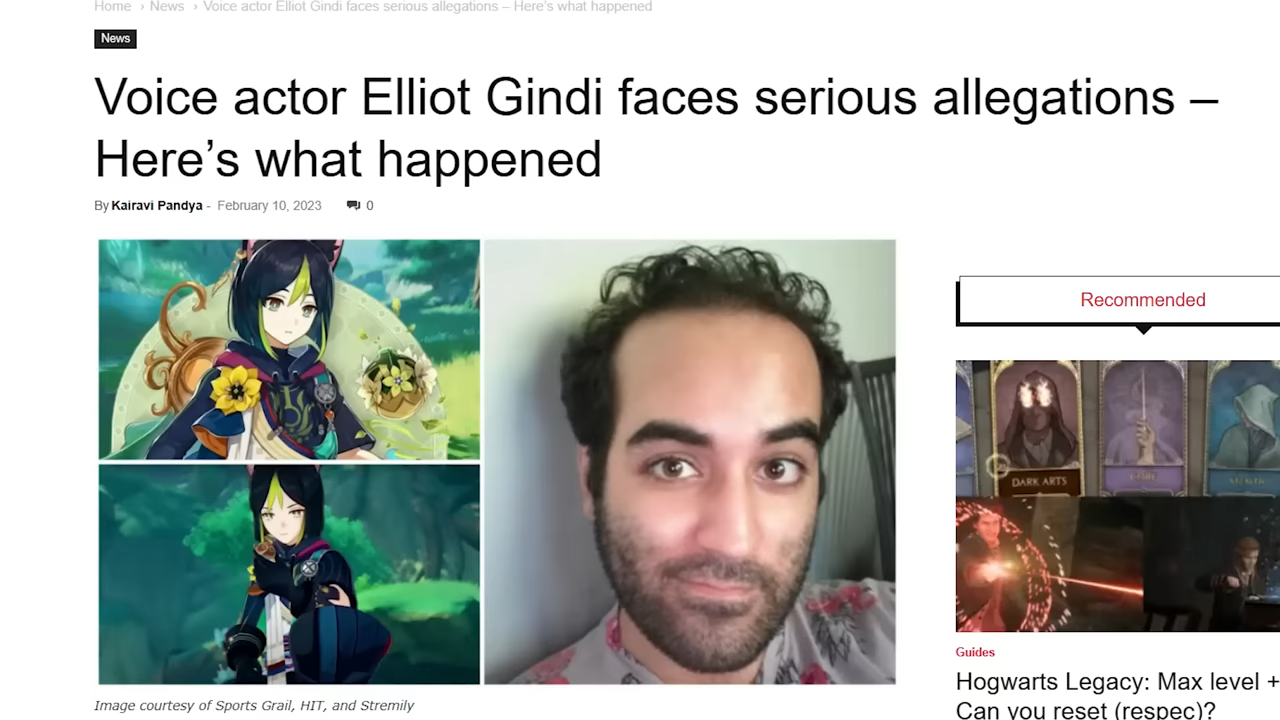 Home › News › Voice actor Elliot Gindi faces serious allegations – Here's what happened
News
Voice actor Elliot Gindi faces serious allegations –
Here's what happened
By Kairavi Pandya - February 10, 2023 0
Recommended
DARK ARTS
CORE
Image courtesy of Sports Grail, HIT, and Stremily
Guides
Hogwarts Legacy: Max level +
Can you reset (respec)?